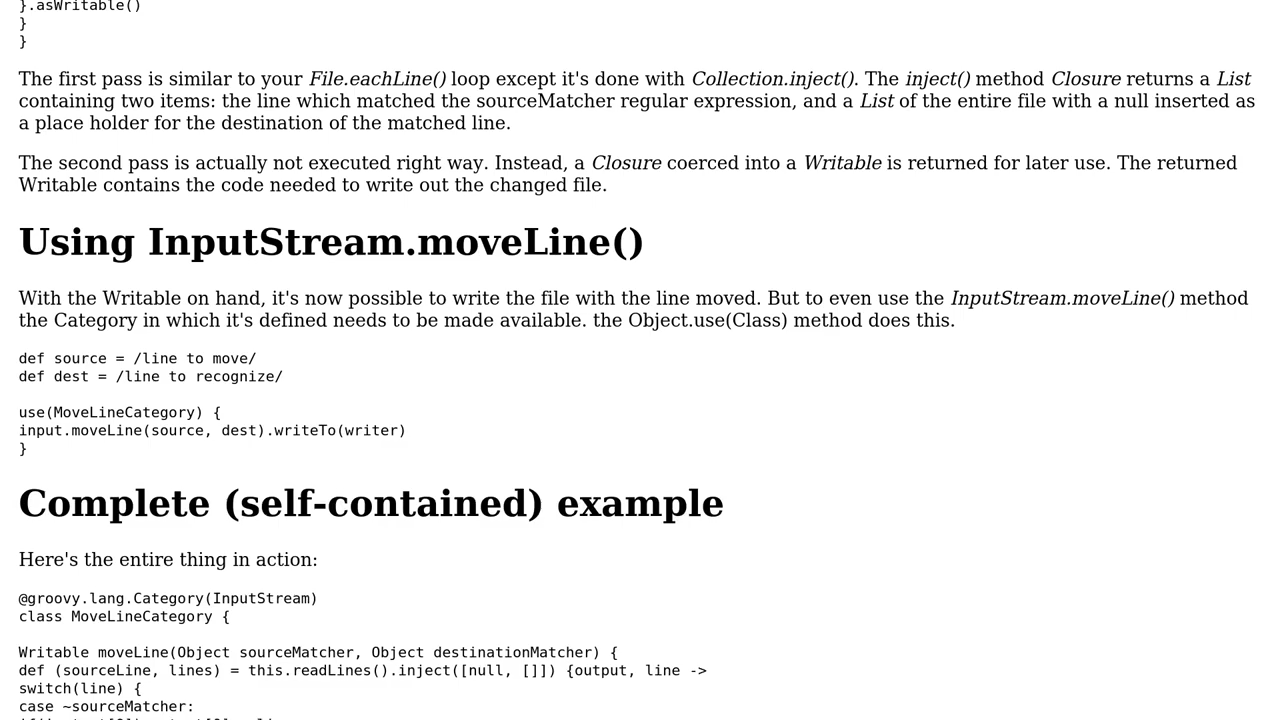 }.asWritable()
}
}
The first pass is similar to your File.eachLine() loop except it's done with Collection.inject(). The inject() method Closure returns a List
containing two items: the line which matched the sourceMatcher regular expression, and a List of the entire file with a null inserted as
a place holder for the destination of the matched line.
The second pass is actually not executed right way. Instead, a Closure coerced into a Writable is returned for later use. The returned
Writable contains the code needed to write out the changed file.
Using InputStream.moveLine()
With the Writable on hand, it's now possible to write the file with the line moved. But to even use the InputStream.moveLine() method
the Category in which it's defined needs to be made available. the Object.use(Class) method does this.
def source = /line to move/
def dest = /line to recognize/
use(MoveLineCategory) {
input.moveLine(source, dest).writeTo(writer)
}
Complete (self-contained) example
Here's the entire thing in action:
@groovy.lang.Category(InputStream)
class MoveLineCategory {
Writable moveLine(Object sourceMatcher, Object destinationMatcher) {
def (sourceLine, lines) = this.readLines().inject([null, []]) {output, line ->
switch(line) {
case ~sourceMatcher: